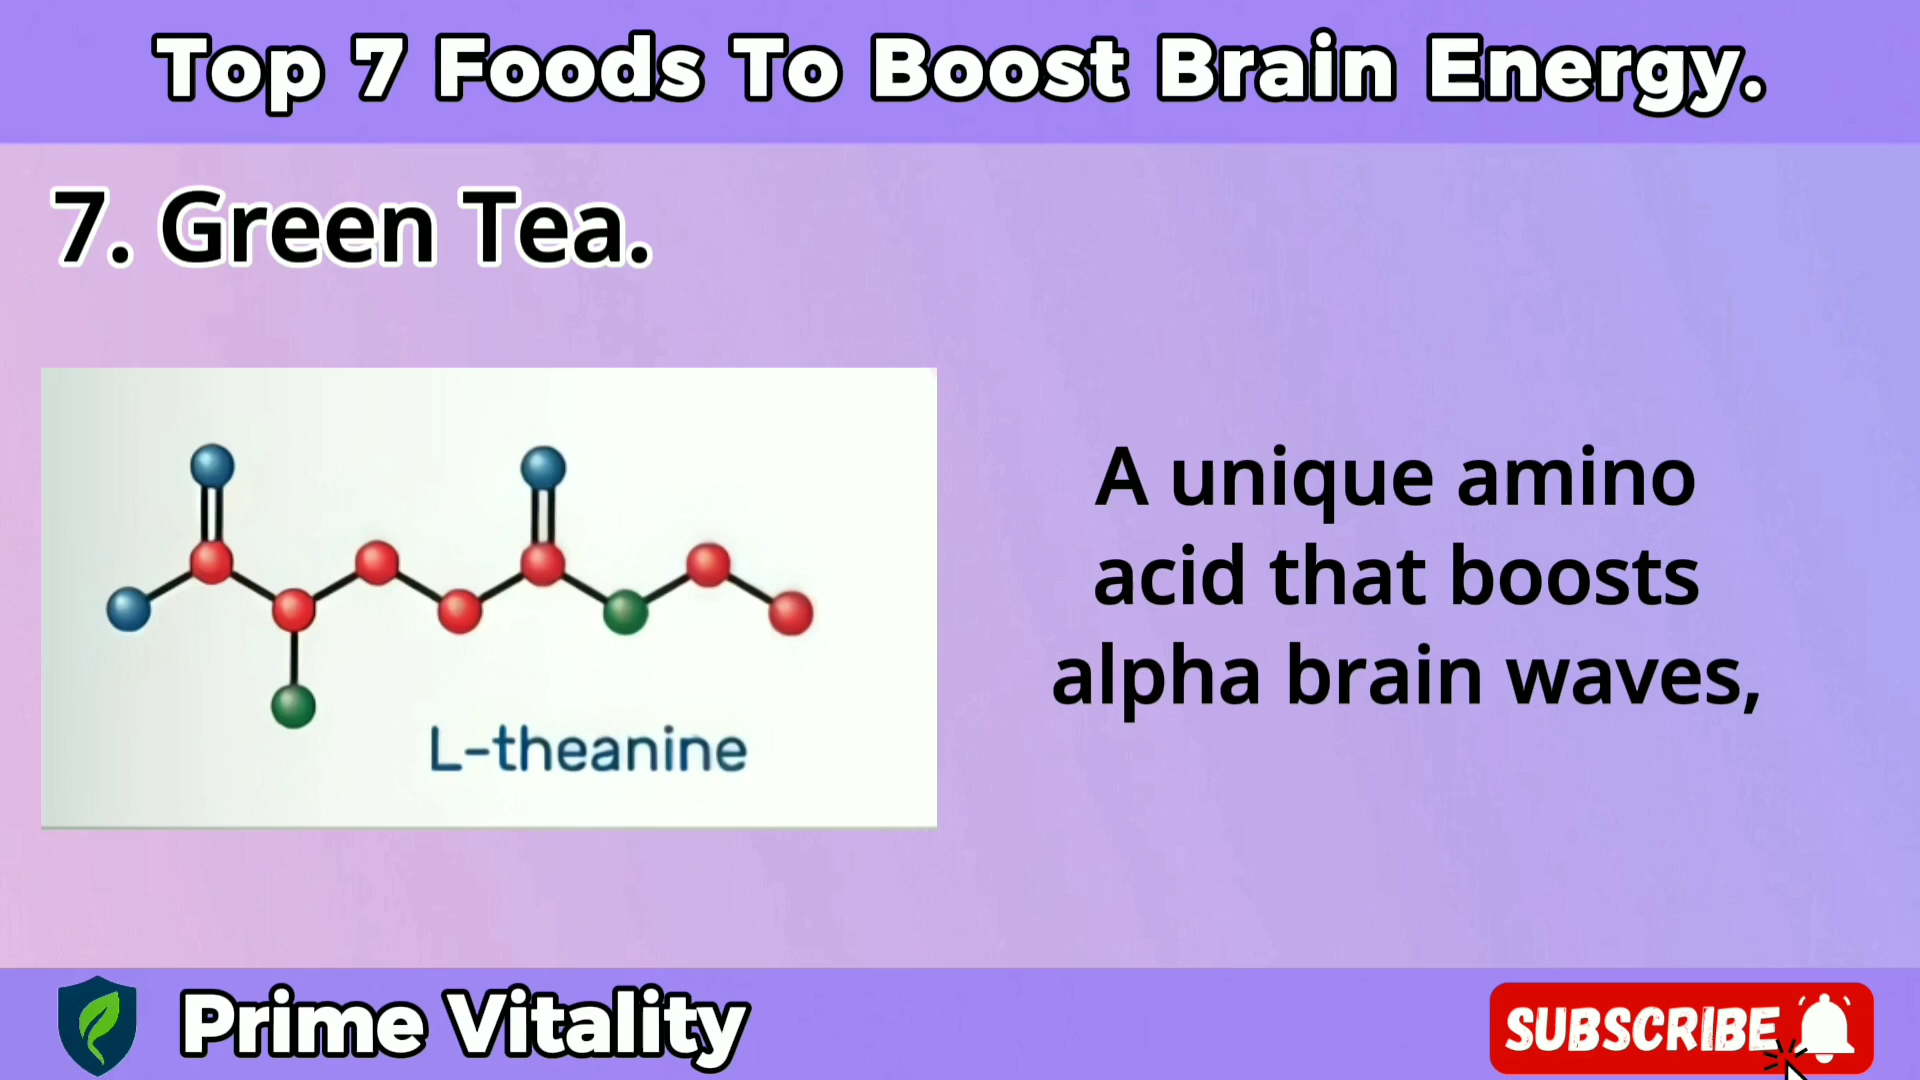 Top 7 Foods To Boost Brain Energy.
7. Green Tea.
L-theanine
A unique amino
acid that boosts
alpha brain waves,
Prime Vitality
SUBSCRIBE